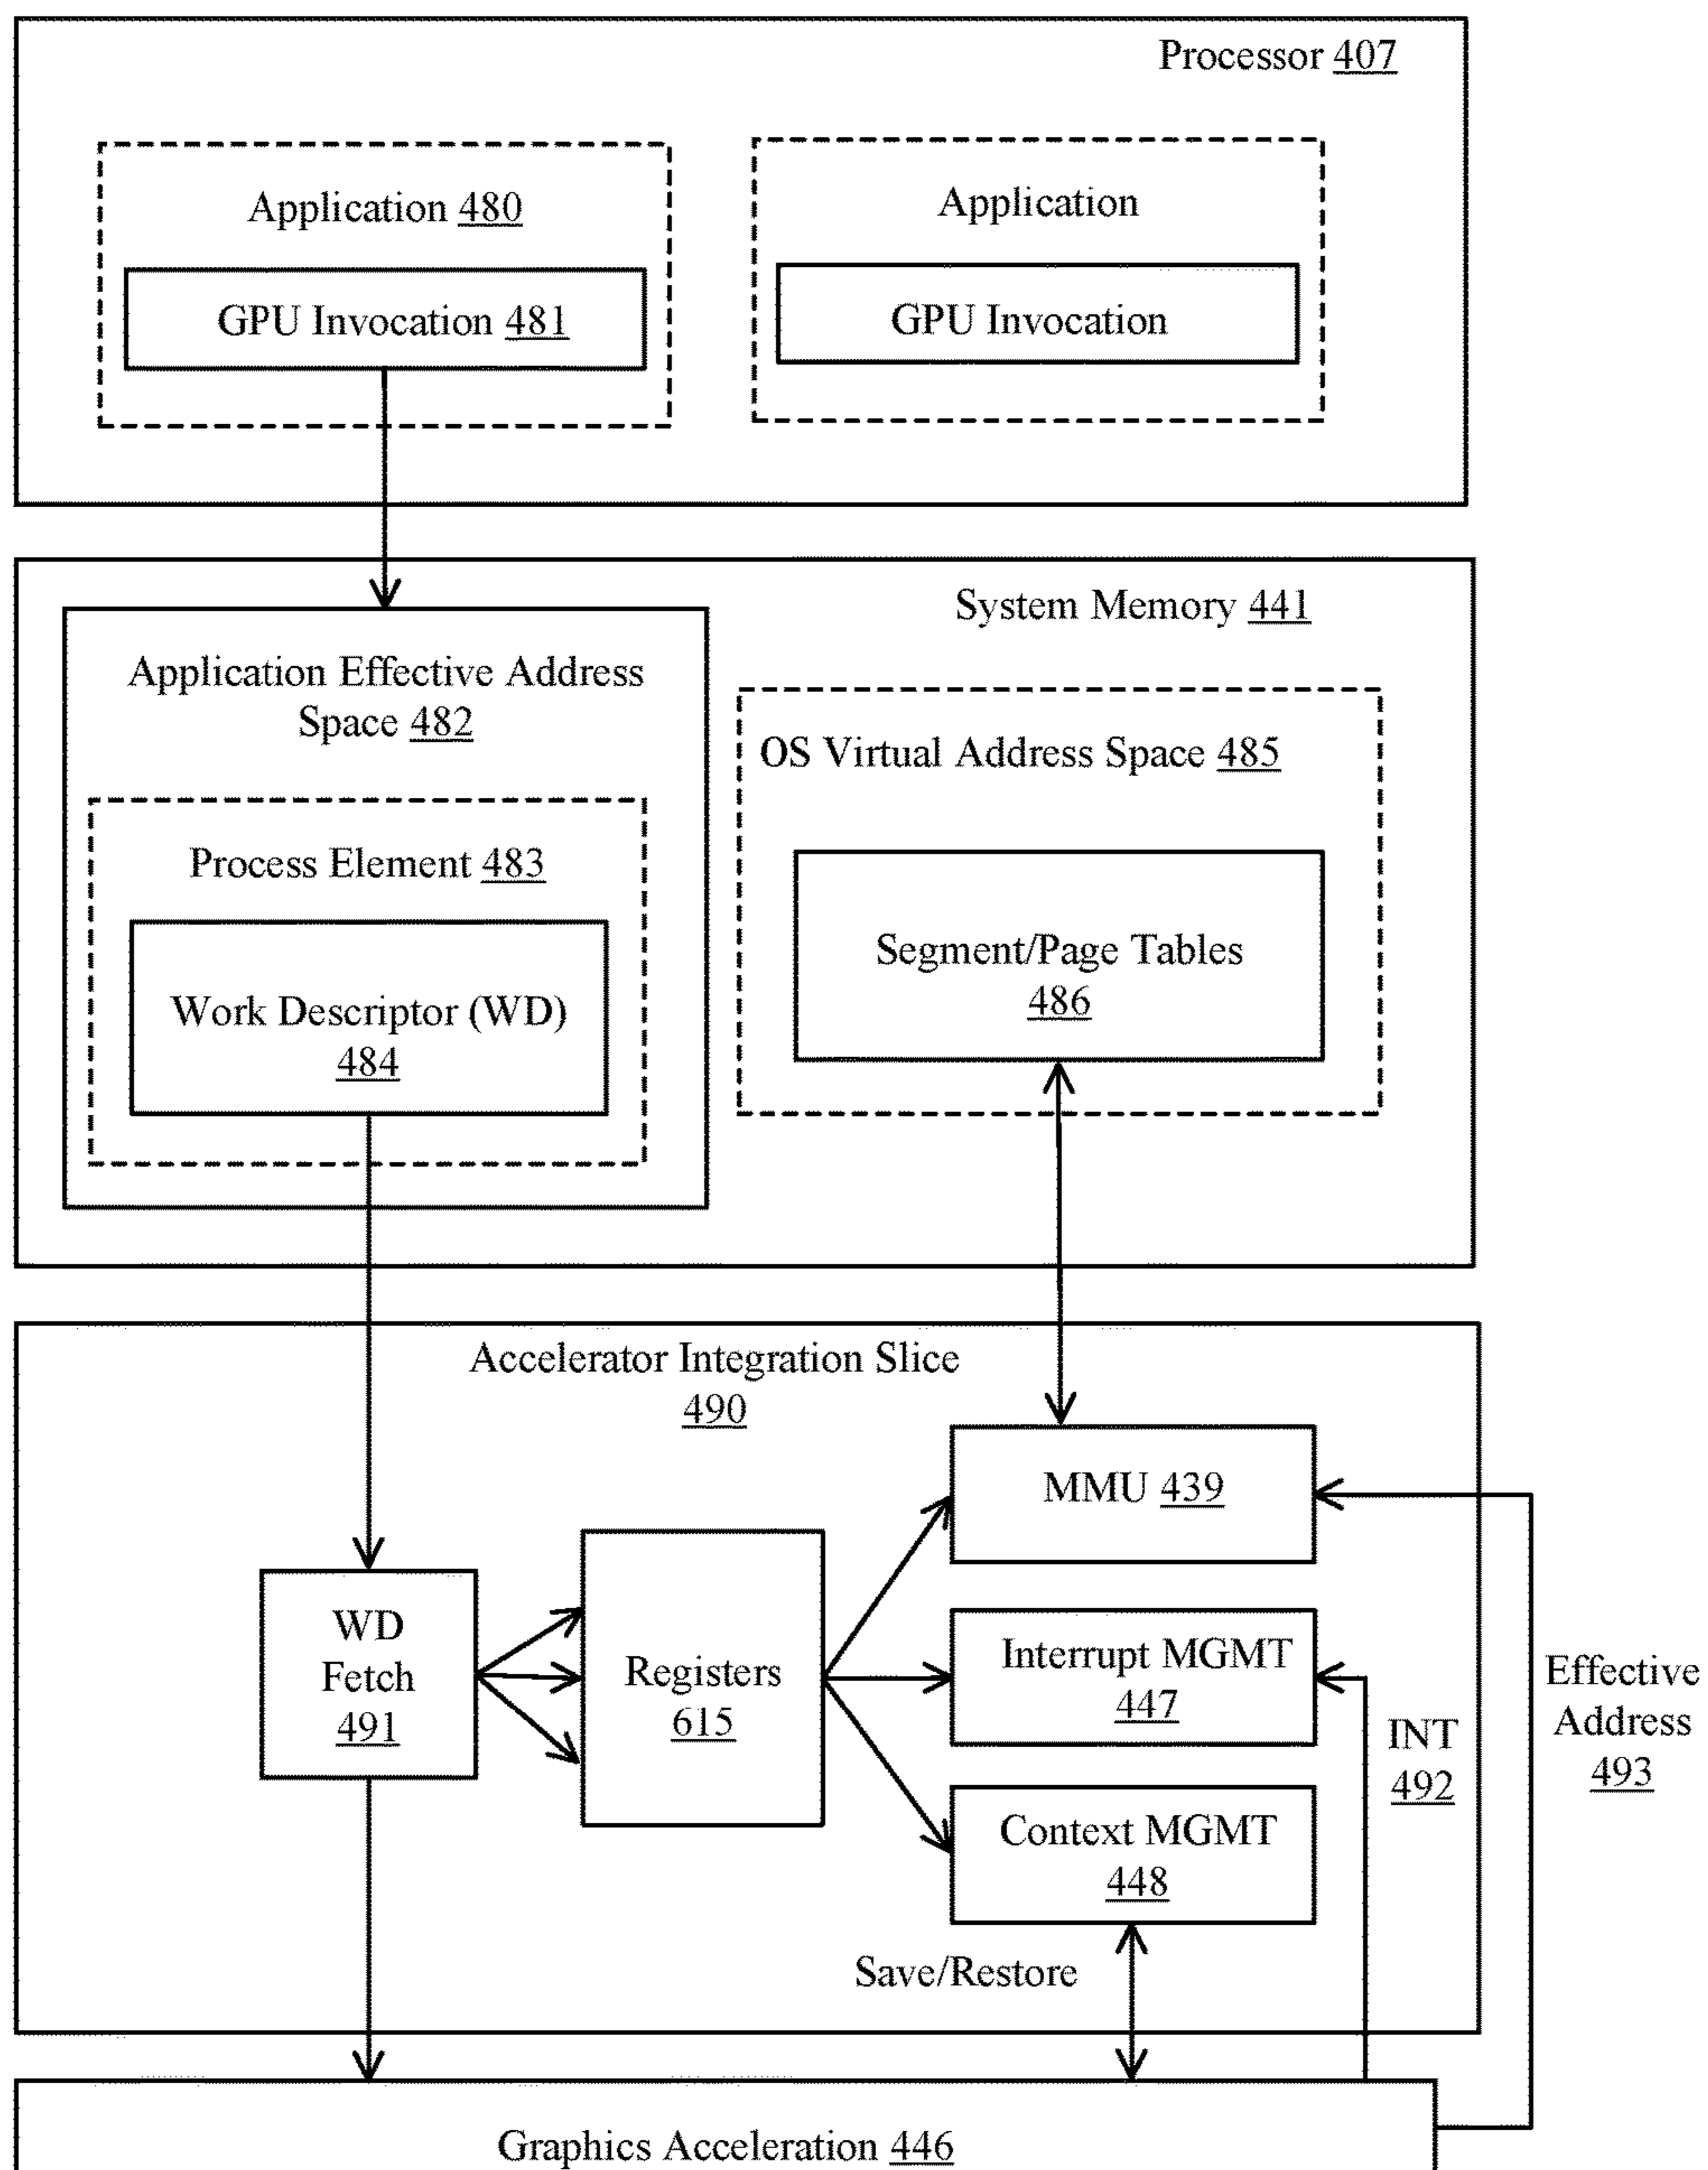 Processor 407
Application 480
Application
GPU Invocation 481
GPU Invocation
System Memory 441
Application Effective Address
Space 482
OS Virtual Address Space 485
Process Element 483
Segment/Page Tables
486
Work Descriptor (WD)
484
Accelerator Integration Slice
490
MMU 439
WD
Fetch
491
Registers
615
Interrupt MGMT
447
Context MGMT
448
INT
492
Effective
Address
493
Save/Restore
Graphics Acceleration 446